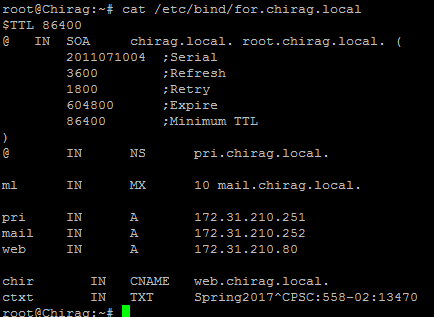 root@Chirag:~# cat /etc/bind/for.chirag.local
$TTL 86400
@ IN SOA chirag.local. root.chirag.local. (
2011071004 ;Serial
3600 ;Refresh
1800 ;Retry
604800 ;Expire
86400 ;Minimum TTL
)
@ IN NS pri.chirag.local.
ml IN MX 10 mail.chirag.local.
pri IN A 172.31.210.251
mail IN A 172.31.210.252
web IN A 172.31.210.80
chir IN CNAME web.chirag.local.
ctxt IN TXT Spring2017^CPSC:558-02:13470
root@Chirag:~#